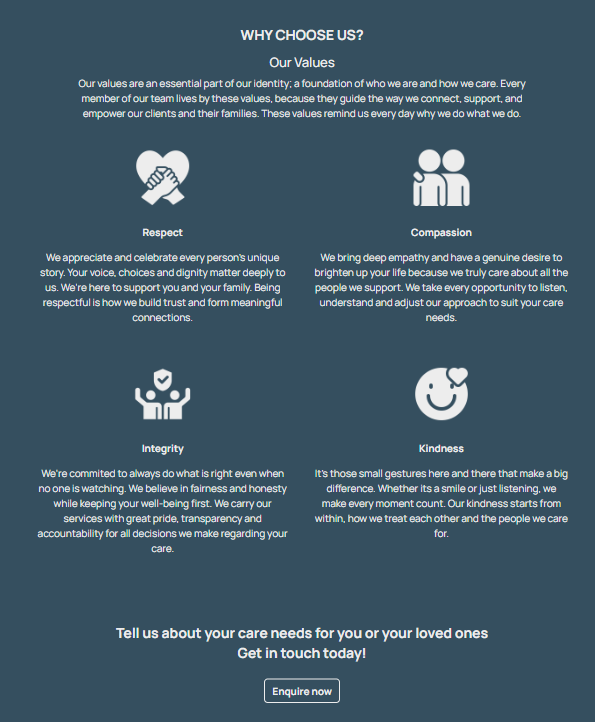 WHY CHOOSE US?
Our Values
Our values are an essential part of our identity; a foundation of who we are and how we care. Every
member of our team lives by these values, because they guide the way we connect, support, and
empower our clients and their families. These values remind us every day why we do what we do.
Respect
We appreciate and celebrate every person's unique
story. Your voice, choices and dignity matter deeply to
us. We're here to support you and your family. Being
respectful is how we build trust and form meaningful
connections.
Compassion
We bring deep empathy and have a genuine desire to
brighten up your life because we truly care about all the
people we support. We take every opportunity to listen,
understand and adjust our approach to suit your care
needs.
Integrity
We're commited to always do what is right even when
no one is watching. We believe in fairness and honesty
while keeping your well-being first. We carry our
services with great pride, transparency and
accountability for all decisions we make regarding your
care.
Kindness
It's those small gestures here and there that make a big
difference. Whether its a smile or just listening, we
make every moment count. Our kindness starts from
within, how we treat each other and the people we care
for.
Tell us about your care needs for you or your loved ones
Get in touch today!
Enquire now